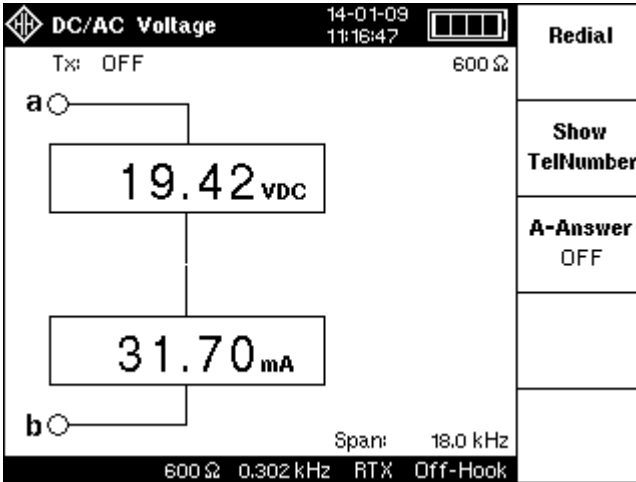 DC/AC Voltage
14-01-09
11:16:47
Tx: OFF
600 Ω
a
19.42 VDC
31.70 mA
b
Span: 18.0 kHz
600 Ω 0.302 kHz RTX Off-Hook
Redial
Show
TelNumber
A-Answer
OFF